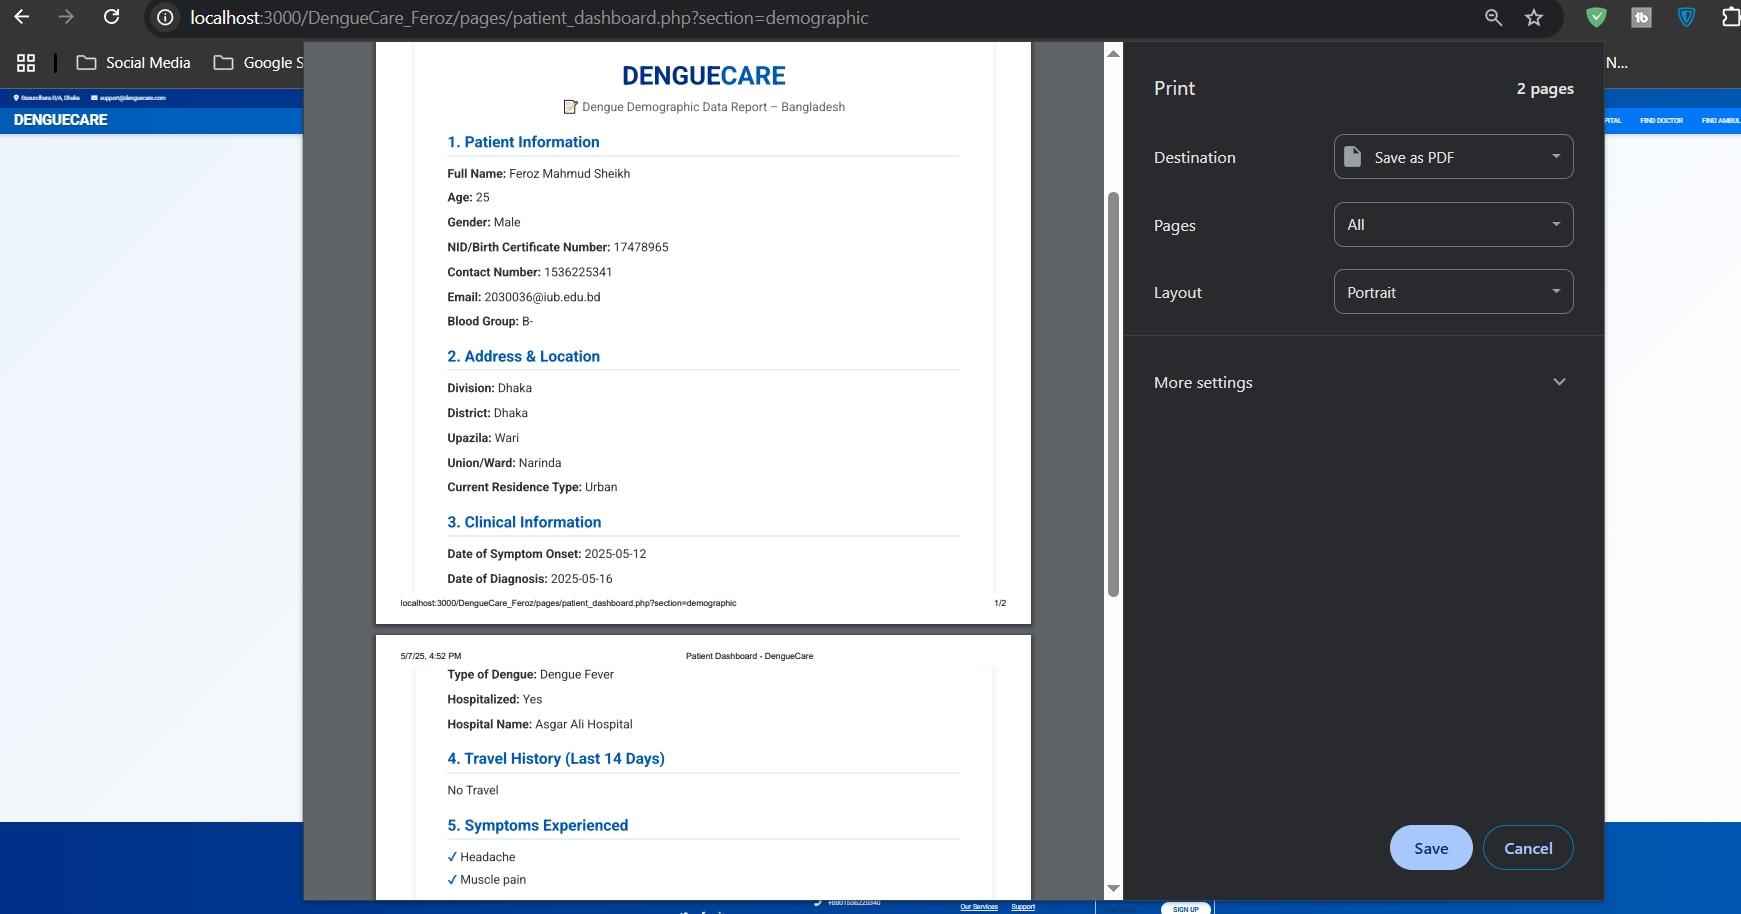 localhost:3000/DengueCare_Feroz/pages/patient_dashboard.php?section=demographic
Social Media
Google S
N...
Basundhara R/A, Dhaka support@denguecare.com
DENGUECARE
PITAL FIND DOCTOR FIND AMBUL
DENGUECARE
Dengue Demographic Data Report – Bangladesh
1. Patient Information
Full Name: Feroz Mahmud Sheikh
Age: 25
Gender: Male
NID/Birth Certificate Number: 17478965
Contact Number: 1536225341
Email: 2030036@iub.edu.bd
Blood Group: B-
2. Address & Location
Division: Dhaka
District: Dhaka
Upazila: Wari
Union/Ward: Narinda
Current Residence Type: Urban
3. Clinical Information
Date of Symptom Onset: 2025-05-12
Date of Diagnosis: 2025-05-16
localhost:3000/DengueCare_Feroz/pages/patient_dashboard.php?section=demographic 1/2
5/7/25, 4:52 PM Patient Dashboard - DengueCare
Type of Dengue: Dengue Fever
Hospitalized: Yes
Hospital Name: Asgar Ali Hospital
4. Travel History (Last 14 Days)
No Travel
5. Symptoms Experienced
✓ Headache
✓ Muscle pain
Print 2 pages
Destination Save as PDF
Pages All
Layout Portrait
More settings
Save Cancel
Our Services Support SIGN UP